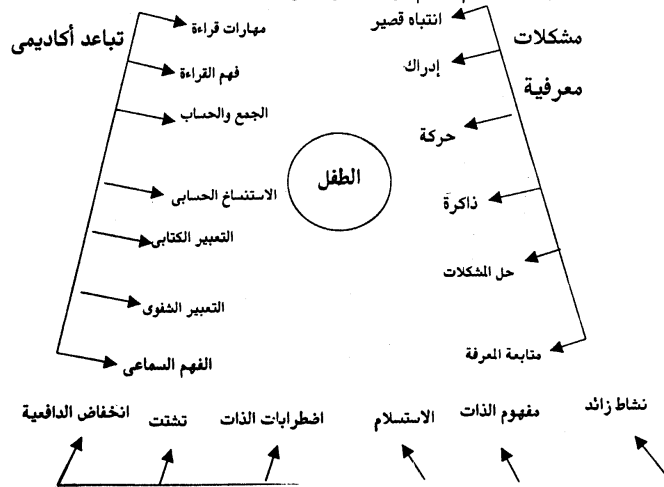 مشكلات
معرفية
انتباه قصير
إدراك
حركة
ذاكرة
حل المشكلات
متابعة المعرفة
الطفل
تباعد أكاديمى
مهارات قراءة
فهم القراءة
الجمع والحساب
الاستنساخ الحسابى
التعبير الكتابى
التعبير الشفوى
الفهم السماعى
نشاط زائد
مفهوم الذات
الاستسلام
اضطرابات الذات
تشتت
انخفاض الدافعية